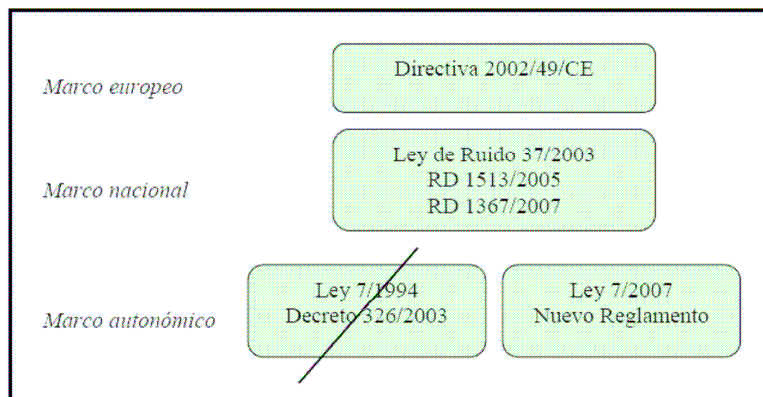 Marco europeo
Directiva 2002/49/CE
Marco nacional
Ley de Ruido 37/2003
RD 1513/2005
RD 1367/2007
Marco autonómico
Ley 7/1994
Decreto 326/2003
Ley 7/2007
Nuevo Reglamento